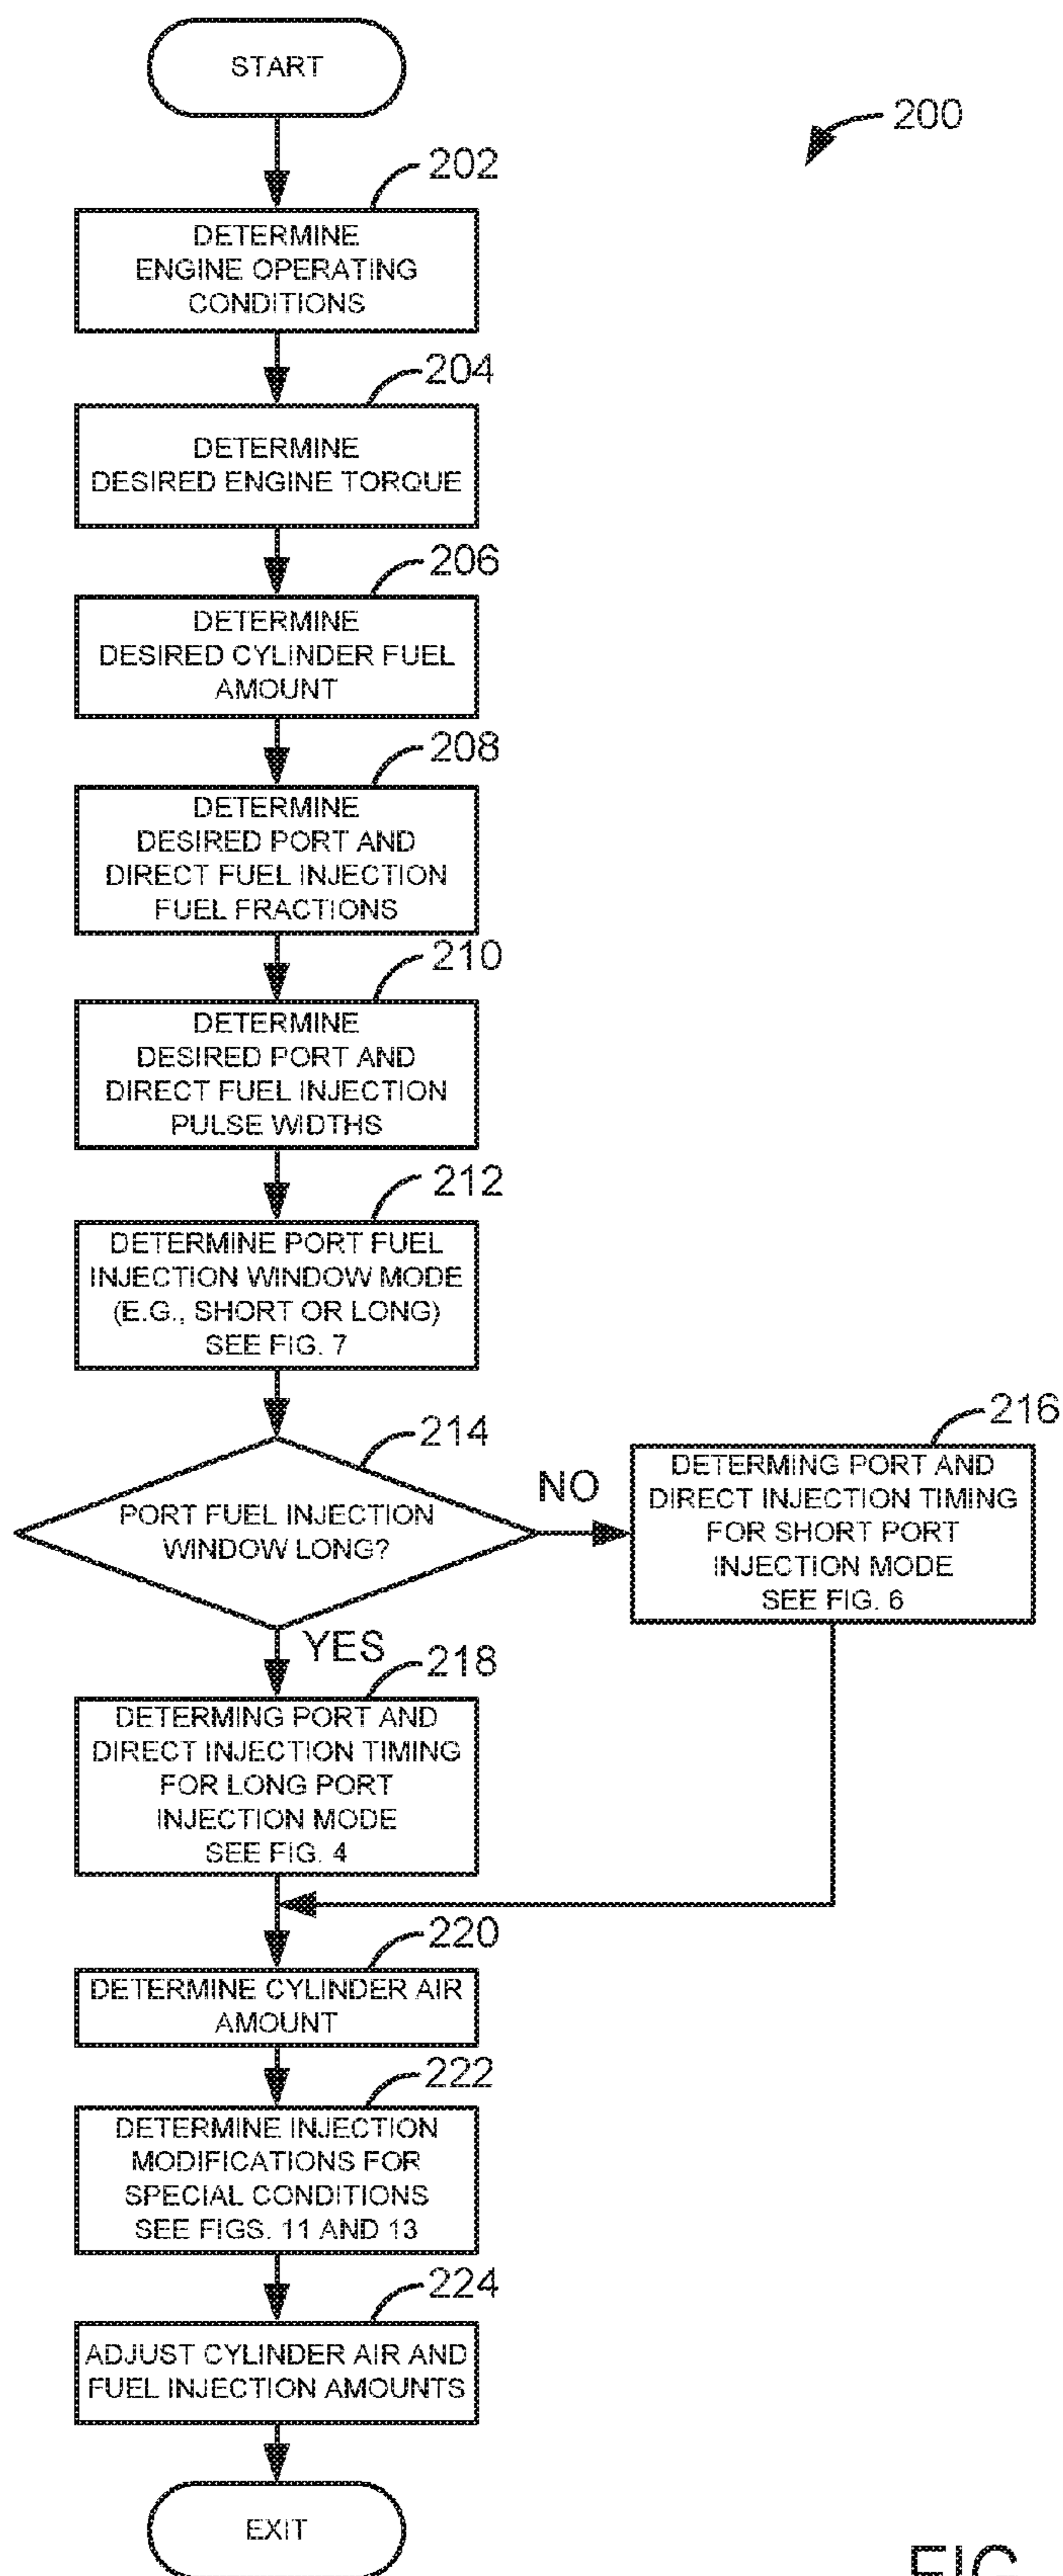 START
200
202
DETERMINE
ENGINE OPERATING
CONDITIONS
204
DETERMINE
DESIRED ENGINE TORQUE
206
DETERMINE
DESIRED CYLINDER FUEL
AMOUNT
208
DETERMINE
DESIRED PORT AND
DIRECT FUEL INJECTION
FUEL FRACTIONS
210
DETERMINE
DESIRED PORT AND
DIRECT FUEL INJECTION
PULSE WIDTHS
212
DETERMINE PORT FUEL
INJECTION WINDOW MODE
(E.G., SHORT OR LONG)
SEE FIG. 7
214
PORT FUEL INJECTION
WINDOW LONG?
NO
216
DETERMING PORT AND
DIRECT INJECTION TIMING
FOR SHORT PORT
INJECTION MODE
SEE FIG. 6
YES
218
DETERMING PORT AND
DIRECT INJECTION TIMING
FOR LONG PORT
INJECTION MODE
SEE FIG. 4
220
DETERMINE CYLINDER AIR
AMOUNT
222
DETERMINE INJECTION
MODIFICATIONS FOR
SPECIAL CONDITIONS
SEE FIGS. 11 AND 13
224
ADJUST CYLINDER AIR AND
FUEL INJECTION AMOUNTS
EXIT
FIG